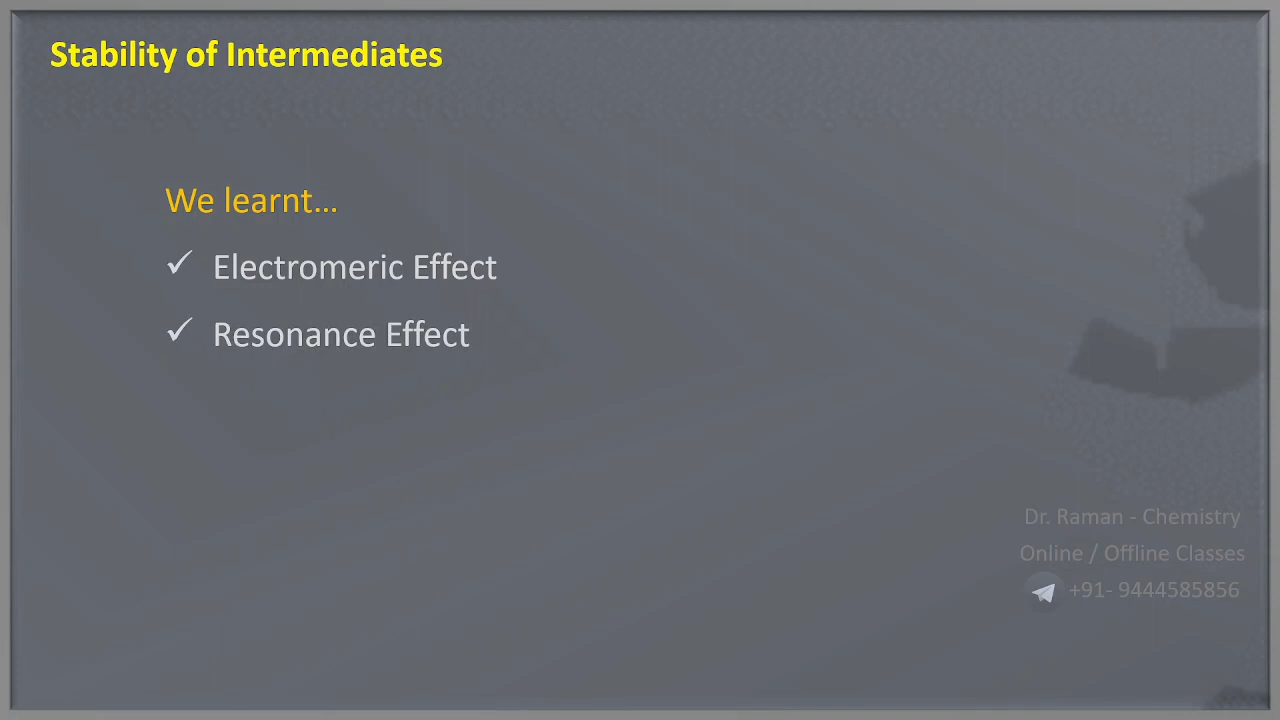 Stability of Intermediates
We learnt...
✓ Electromeric Effect
✓ Resonance Effect
Dr. Raman - Chemistry
Online / Offline Classes
+91- 9444585856